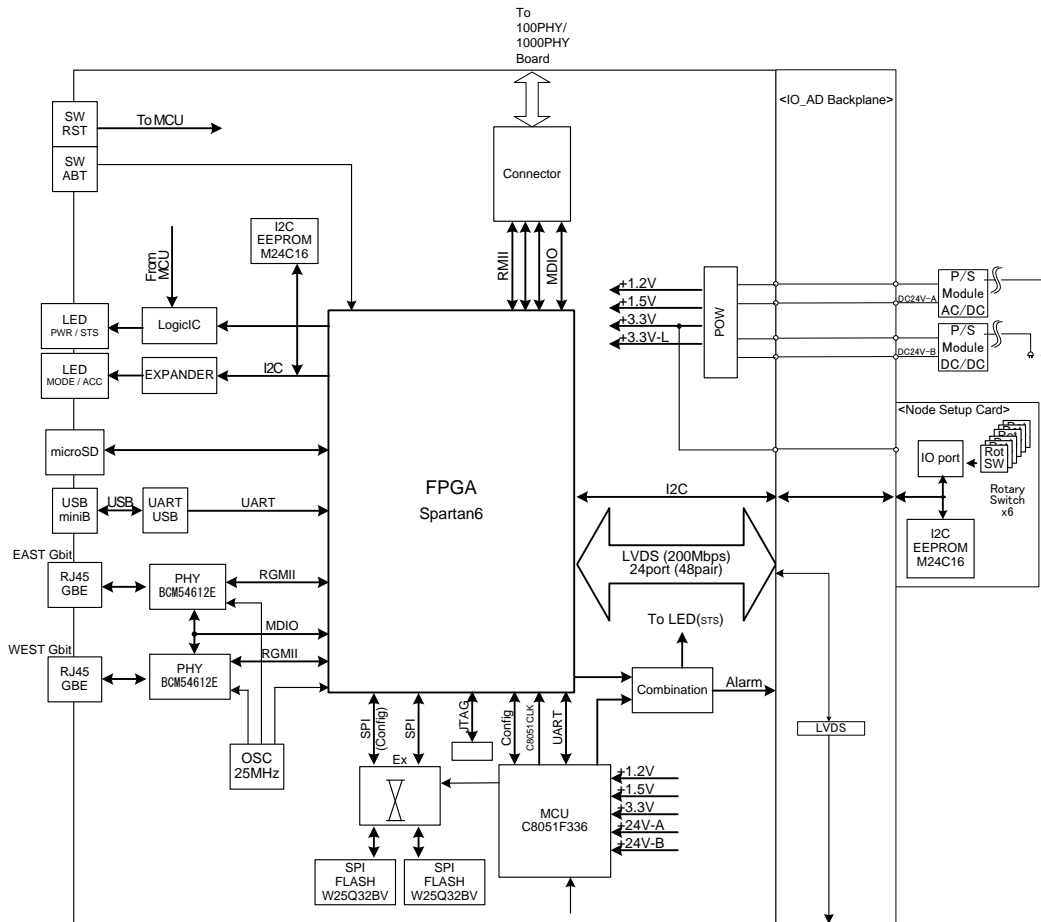 To
100PHY/
1000PHY
Board
<IO_AD Backplane>
SW
RST
To MCU
SW
ABT
Connector
I2C
EEPROM
M24C16
From
MCU
RMII
MDIO
+1.2V
+1.5V
+3.3V
+3.3V-L
POW
DC24V-A
P/S
Module
AC/DC
DC24V-B
P/S
Module
DC/DC
LED
PWR / STS
LogicIC
LED
MODE / ACC
EXPANDER
I2C
<Node Setup Card>
IO port
Rot
SW
Rotary
Switch
x6
I2C
EEPROM
M24C16
microSD
FPGA
Spartan6
I2C
USB
miniB
USB
UART
USB
UART
LVDS (200Mbps)
24port (48pair)
EAST Gbit
RJ45
GBE
PHY
BCM54612E
RGMII
MDIO
WEST Gbit
RJ45
GBE
PHY
BCM54612E
RGMII
To LED(STS)
Combination
Alarm
LVDS
OSC
25MHz
SPI
(Config)
SPI
JTAG
Config
C8051CLK
UART
Ex
MCU
C8051F336
+1.2V
+1.5V
+3.3V
+24V-A
+24V-B
SPI
FLASH
W25Q32BV
SPI
FLASH
W25Q32BV